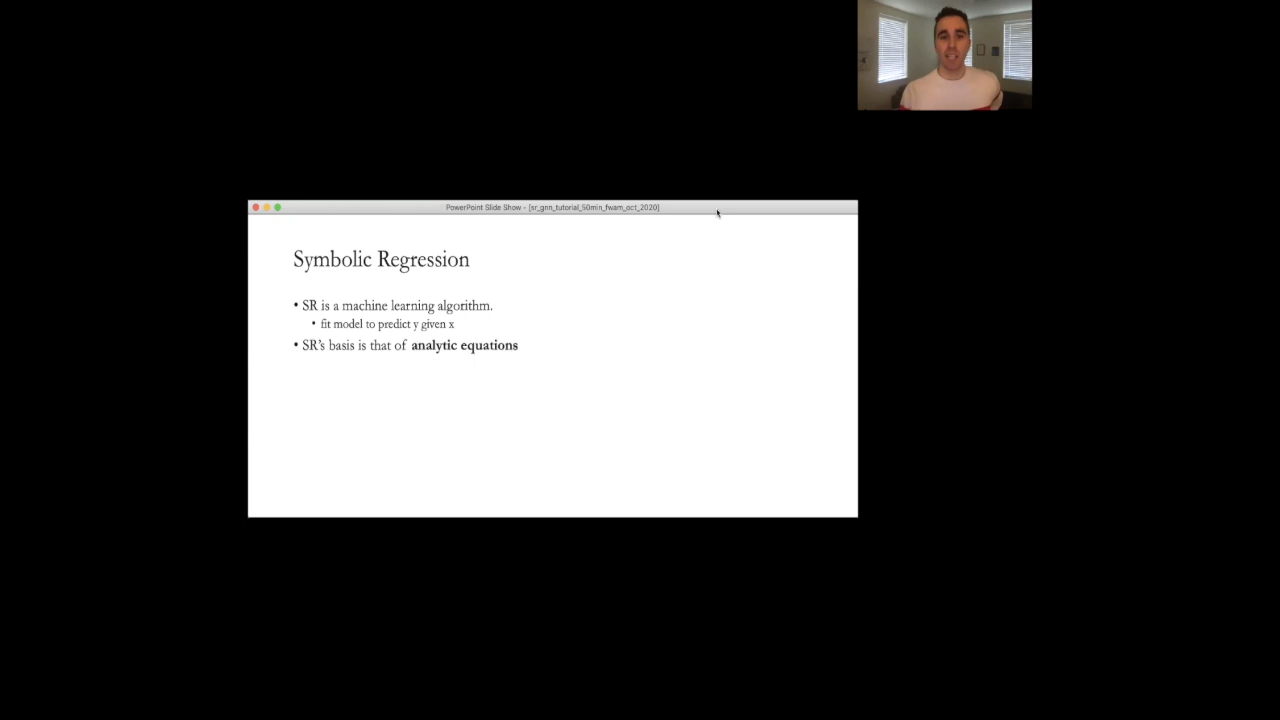 PowerPoint Slide Show - [sr_gnn_tutorial_50min_fwam_oct_2020]
Symbolic Regression
• SR is a machine learning algorithm.
• fit model to predict y given x
• SR's basis is that of analytic equations